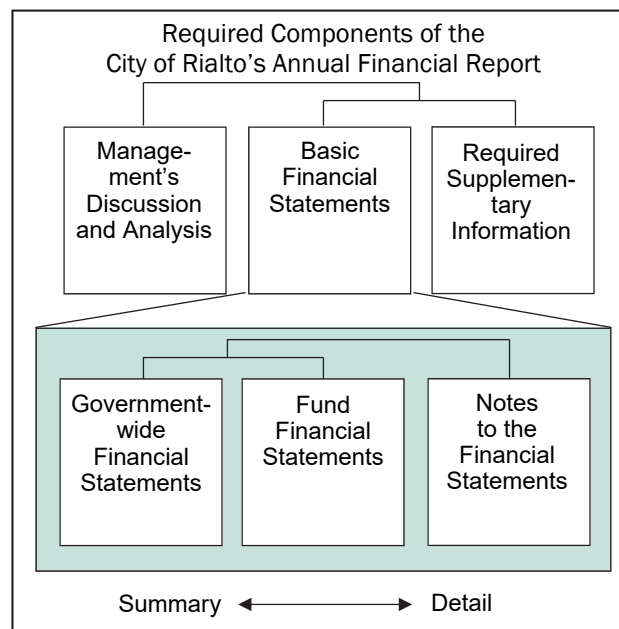 Required Components of the
City of Rialto's Annual Financial Report
Manage-
ment's
Discussion
and Analysis
Basic
Financial
Statements
Required
Supplemen-
tary
Information
Government-
wide
Financial
Statements
Fund
Financial
Statements
Notes
to the
Financial
Statements
Summary
Detail